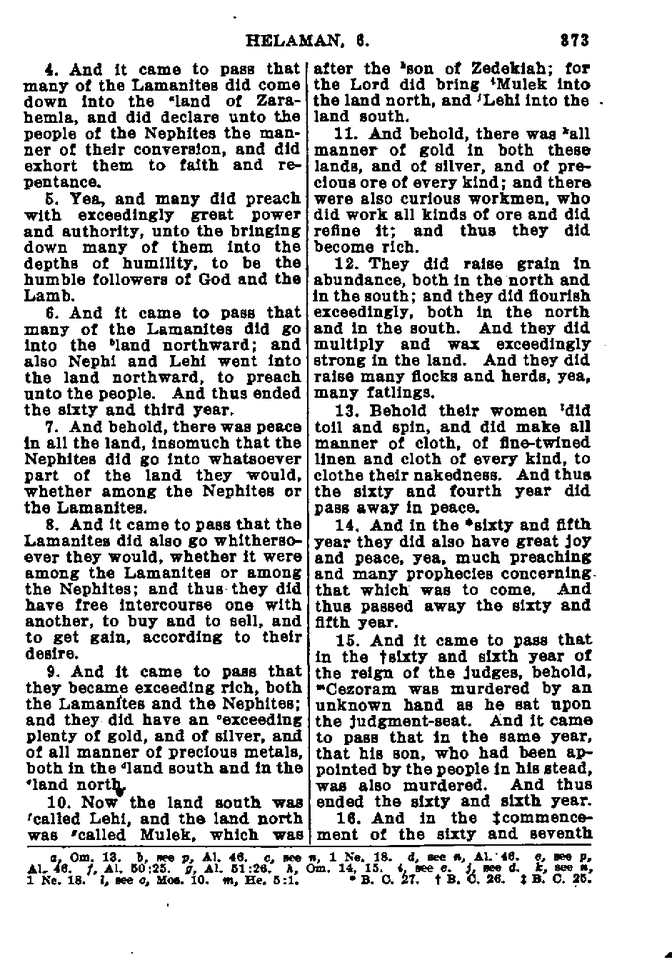 HELAMAN, 6. 373
4. And it came to pass that
many of the Lamanites did come
down into the ᵃland of Zara-
hemla, and did declare unto the
people of the Nephites the man-
ner of their conversion, and did
exhort them to faith and re-
pentance.
5. Yea, and many did preach
with exceedingly great power
and authority, unto the bringing
down many of them into the
depths of humility, to be the
humble followers of God and the
Lamb.
6. And it came to pass that
many of the Lamanites did go
into the ᵇland northward; and
also Nephi and Lehi went into
the land northward, to preach
unto the people. And thus ended
the sixty and third year.
7. And behold, there was peace
in all the land, insomuch that the
Nephites did go into whatsoever
part of the land they would,
whether among the Nephites or
the Lamanites.
8. And it came to pass that the
Lamanites did also go whitherso-
ever they would, whether it were
among the Lamanites or among
the Nephites; and thus they did
have free intercourse one with
another, to buy and to sell, and
to get gain, according to their
desire.
9. And it came to pass that
they became exceeding rich, both
the Lamanites and the Nephites;
and they did have an ᶜexceeding
plenty of gold, and of silver, and
of all manner of precious metals,
both in the ᵈland south and in the
ᵉland north.
10. Now the land south was
ᶠcalled Lehi, and the land north
was ᵍcalled Mulek, which was
after the ʰson of Zedekiah; for
the Lord did bring ⁱMulek into
the land north, and ʲLehi into the
land south.
11. And behold, there was ᵏall
manner of gold in both these
lands, and of silver, and of pre-
cious ore of every kind; and there
were also curious workmen, who
did work all kinds of ore and did
refine it; and thus they did
become rich.
12. They did raise grain in
abundance, both in the north and
in the south; and they did flourish
exceedingly, both in the north
and in the south. And they did
multiply and wax exceedingly
strong in the land. And they did
raise many flocks and herds, yea,
many fatlings.
13. Behold their women ˡdid
toil and spin, and did make all
manner of cloth, of fine-twined
linen and cloth of every kind, to
clothe their nakedness. And thus
the sixty and fourth year did
pass away in peace.
14. And in the *sixty and fifth
year they did also have great joy
and peace, yea, much preaching
and many prophecies concerning
that which was to come. And
thus passed away the sixty and
fifth year.
15. And it came to pass that
in the †sixty and sixth year of
the reign of the judges, behold,
ᵐCezoram was murdered by an
unknown hand as he sat upon
the judgment-seat. And it came
to pass that in the same year,
that his son, who had been ap-
pointed by the people in his stead,
was also murdered. And thus
ended the sixty and sixth year.
16. And in the ‡commence-
ment of the sixty and seventh
a, Om. 13. b, see p, Al. 46. c, see n, 1 Ne. 18. d, see n, Al. 46. e, see p,
Al. 46. f, Al. 50:25. g, Al. 51:26. h, Om. 14, 15. i, see e. j, see d. k, see n,
1 Ne. 18. l, see c, Mos. 10. m, He. 5:1. * B. C. 27. † B. C. 26. ‡ B. C. 25.